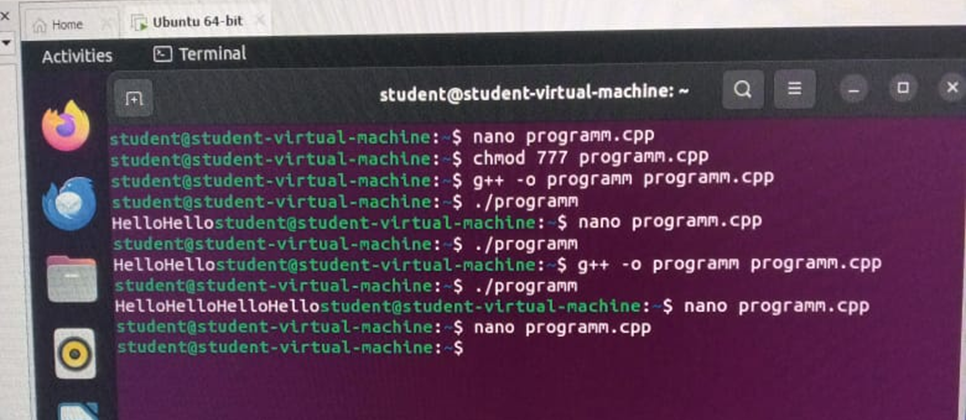 Home
Ubuntu 64-bit
Activities
Terminal
student@student-virtual-machine: ~
student@student-virtual-machine:~$ nano programm.cpp
student@student-virtual-machine:~$ chmod 777 programm.cpp
student@student-virtual-machine:~$ g++ -o programm programm.cpp
student@student-virtual-machine:~$ ./programm
HelloHellostudent@student-virtual-machine:~$ nano programm.cpp
student@student-virtual-machine:~$ ./programm
HelloHellostudent@student-virtual-machine:~$ g++ -o programm programm.cpp
student@student-virtual-machine:~$ ./programm
HelloHelloHelloHellostudent@student-virtual-machine:~$ nano programm.cpp
student@student-virtual-machine:~$ nano programm.cpp
student@student-virtual-machine:~$